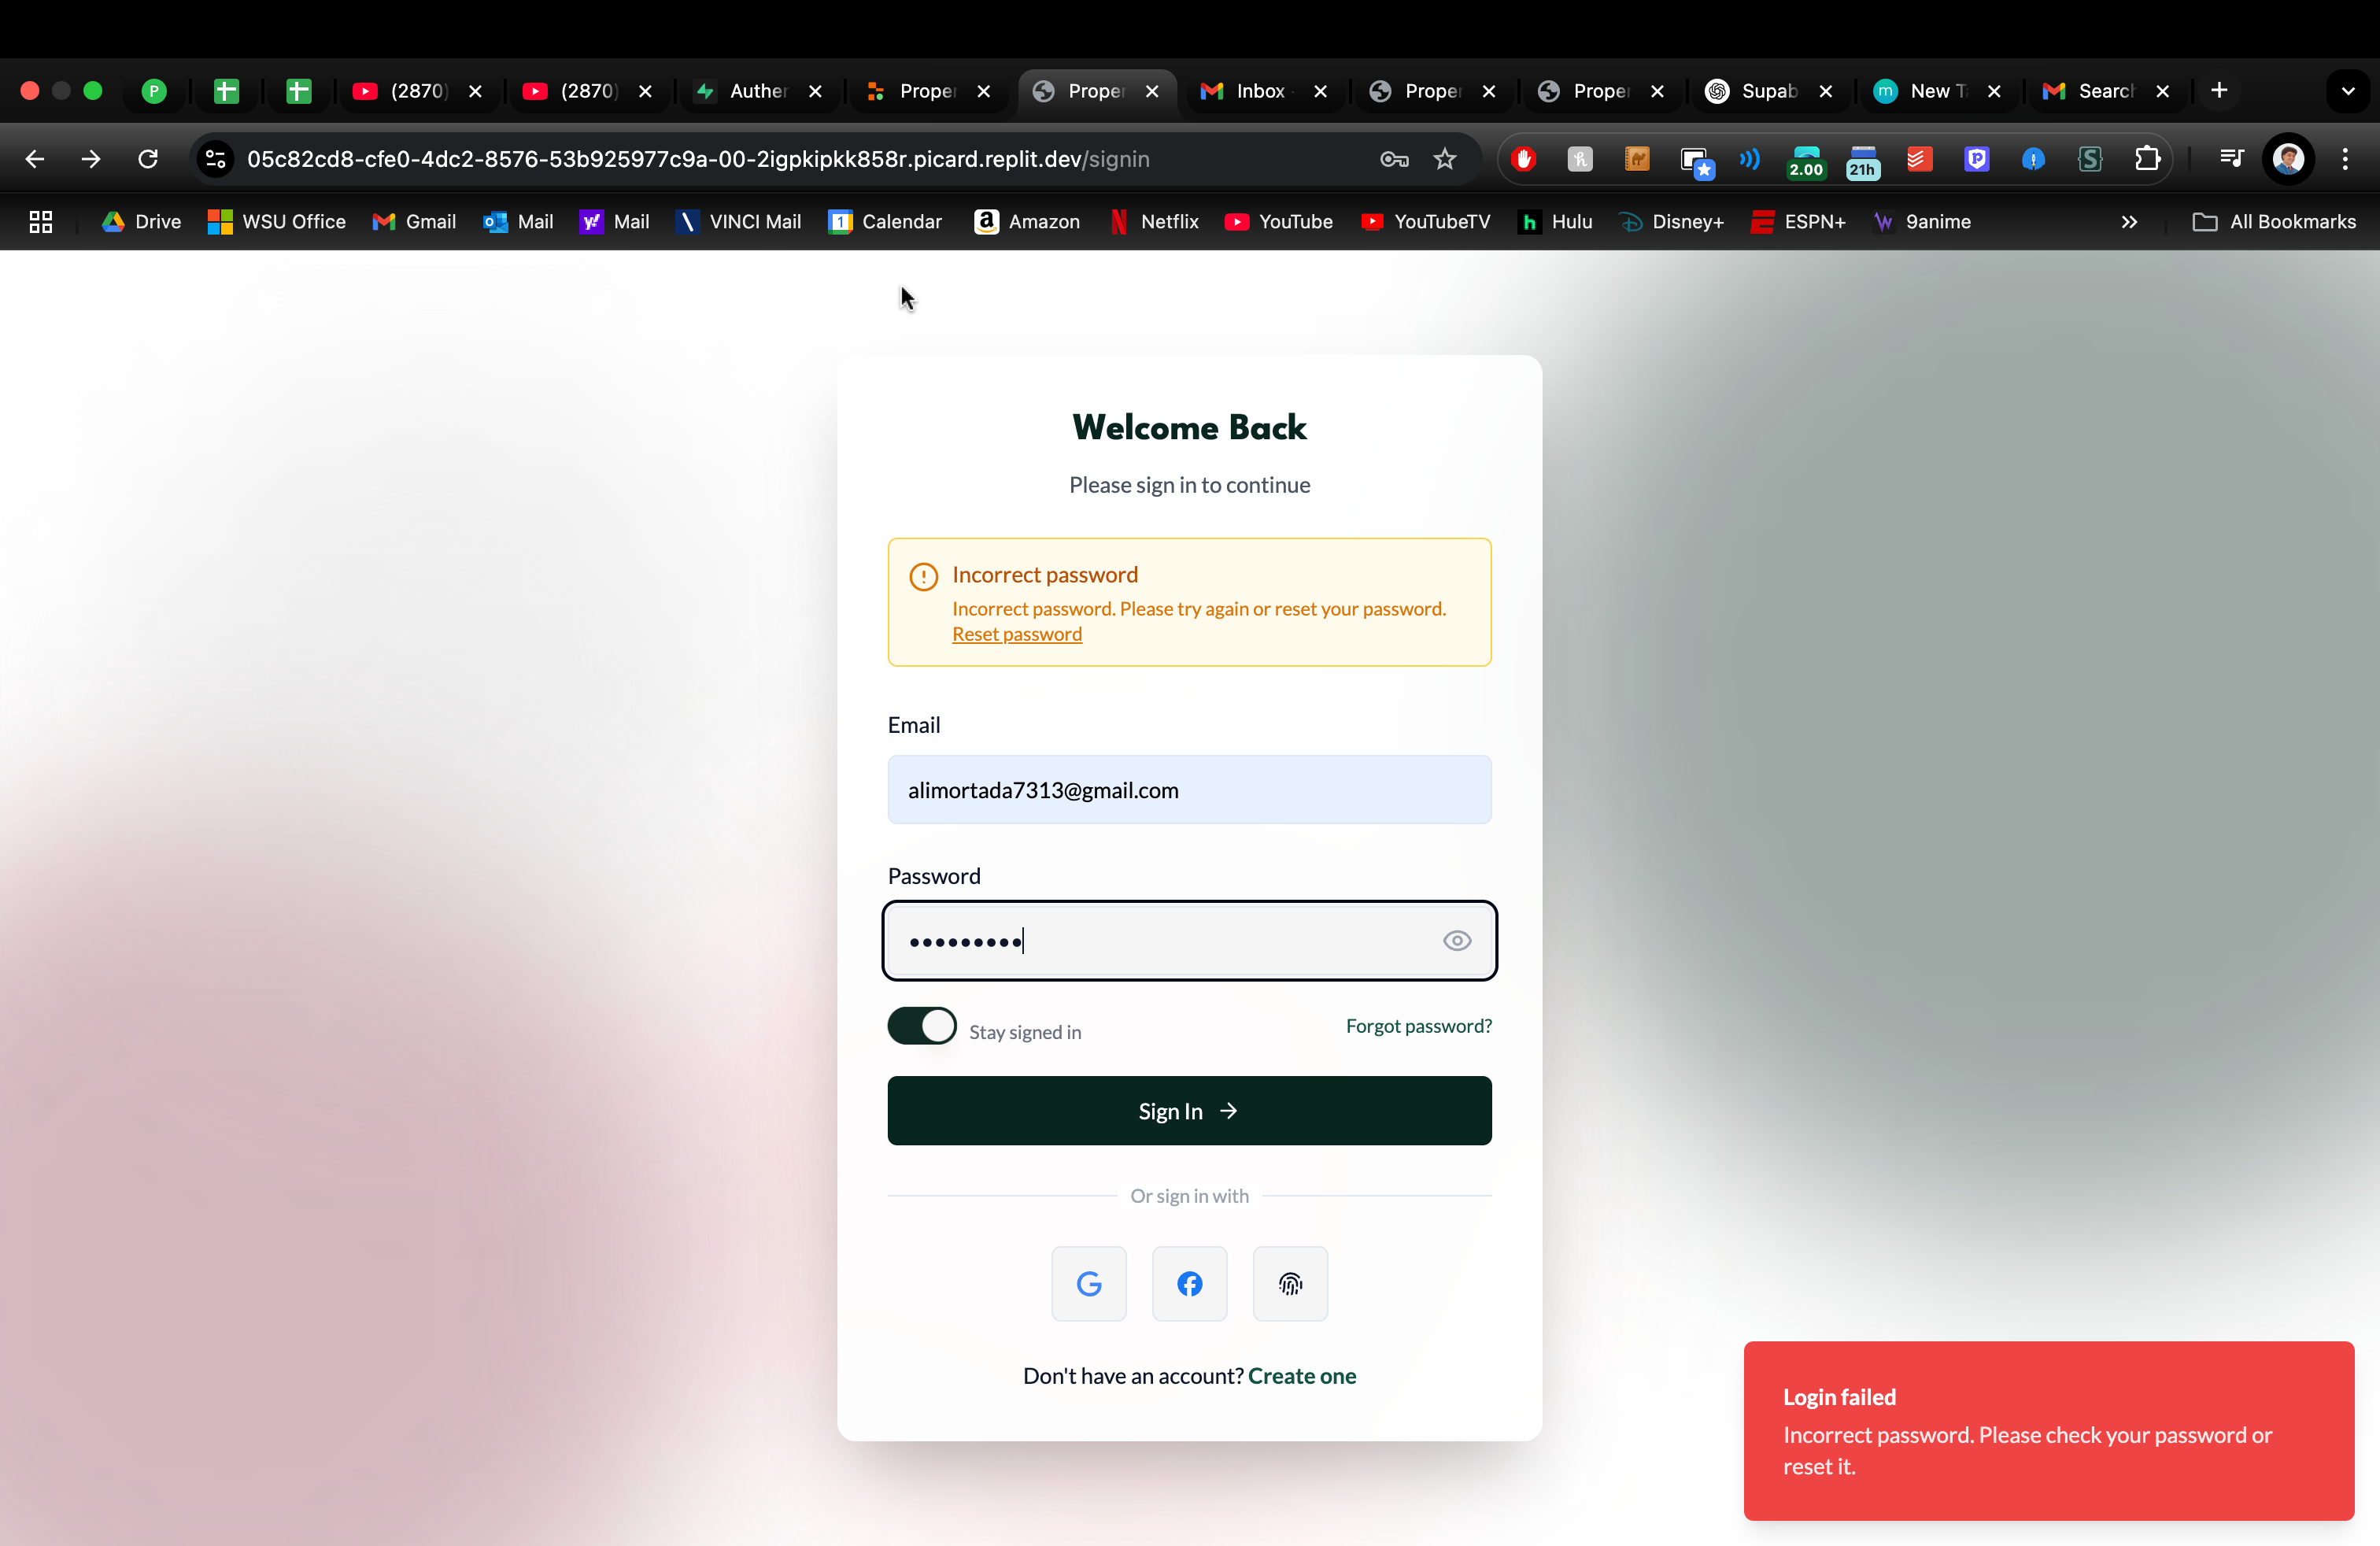 P
(2870)
(2870)
Auther
Proper
Proper
Inbox
Proper
Proper
Supab
m
New T
Search
05c82cd8-cfe0-4dc2-8576-53b925977c9a-00-2igpkipkk858r.picard.replit.dev/signin
2.00
21h
Drive
WSU Office
Gmail
Mail
Mail
VINCI Mail
Calendar
Amazon
Netflix
YouTube
YouTubeTV
Hulu
Disney+
ESPN+
9anime
All Bookmarks
Welcome Back
Please sign in to continue
Incorrect password
Incorrect password. Please try again or reset your password.
Reset password
Email
alimortada7313@gmail.com
Password
Stay signed in
Forgot password?
Sign In
Or sign in with
Don't have an account? Create one
Login failed
Incorrect password. Please check your password or
reset it.